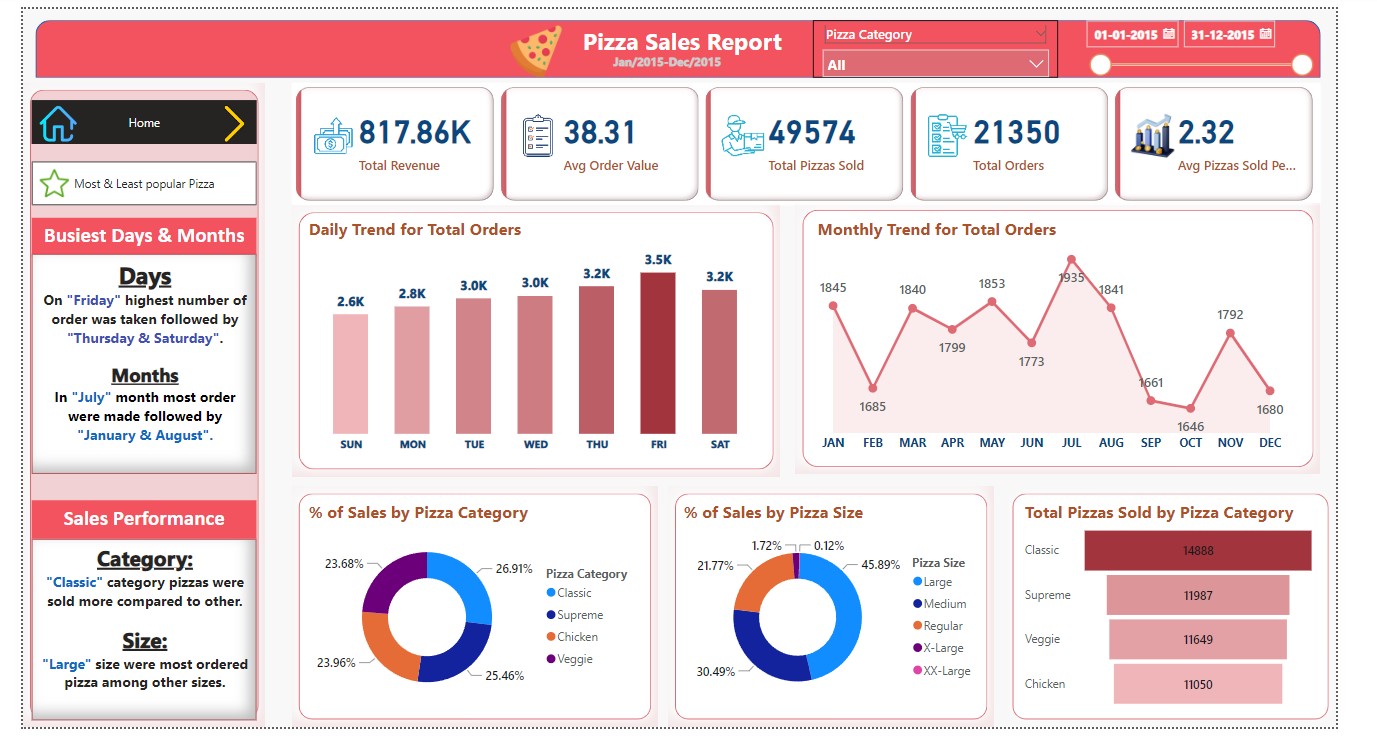 Pizza Sales Report
Jan/2015-Dec/2015
Pizza Category
All
01-01-2015
31-12-2015
Home
Most & Least popular Pizza
Busiest Days & Months
Days
On "Friday" highest number of
order was taken followed by
"Thursday & Saturday".
Months
In "July" month most order
were made followed by
"January & August".
Sales Performance
Category:
"Classic" category pizzas were
sold more compared to other.
Size:
"Large" size were most ordered
pizza among other sizes.
817.86K
Total Revenue
38.31
Avg Order Value
49574
Total Pizzas Sold
21350
Total Orders
2.32
Avg Pizzas Sold Pe...
Daily Trend for Total Orders
2.6K
2.8K
3.0K
3.0K
3.2K
3.5K
3.2K
SUN MON TUE WED THU FRI SAT
Monthly Trend for Total Orders
1845
1685
1840
1799
1853
1773
1935
1841
1661
1646
1792
1680
JAN FEB MAR APR MAY JUN JUL AUG SEP OCT NOV DEC
% of Sales by Pizza Category
23.68%
26.91%
23.96%
25.46%
Pizza Category
Classic
Supreme
Chicken
Veggie
% of Sales by Pizza Size
1.72%
0.12%
21.77%
45.89%
30.49%
Pizza Size
Large
Medium
Regular
X-Large
XX-Large
Total Pizzas Sold by Pizza Category
Classic 14888
Supreme 11987
Veggie 11649
Chicken 11050